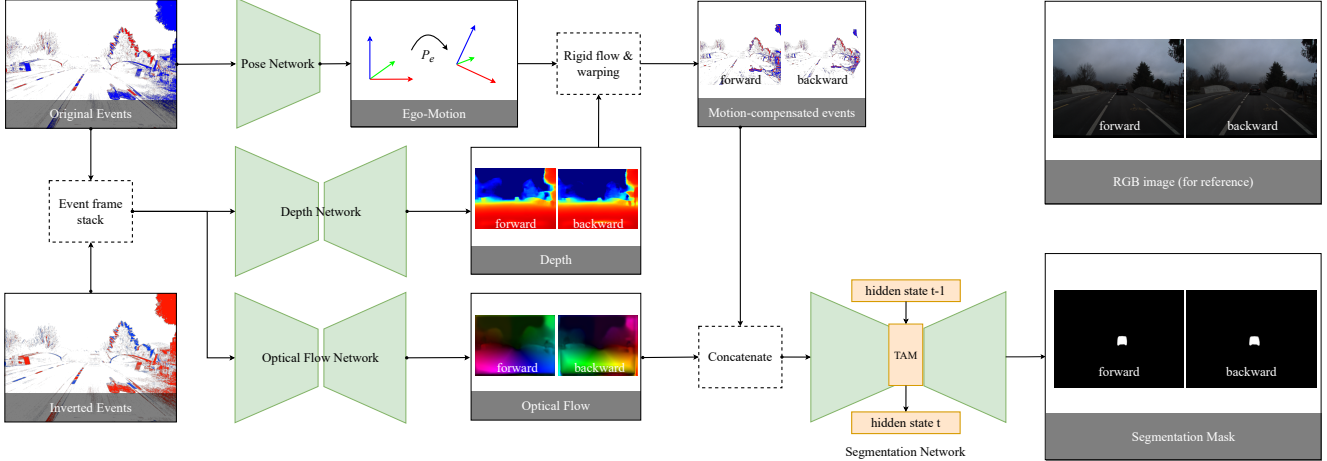 Original Events
Pose Network
P_e
Ego-Motion
Rigid flow &
warping
forward
backward
Motion-compensated events
forward
backward
RGB image (for reference)
Event frame
stack
Depth Network
forward
backward
Depth
Inverted Events
Optical Flow Network
forward
backward
Optical Flow
Concatenate
hidden state t-1
TAM
hidden state t
Segmentation Network
forward
backward
Segmentation Mask